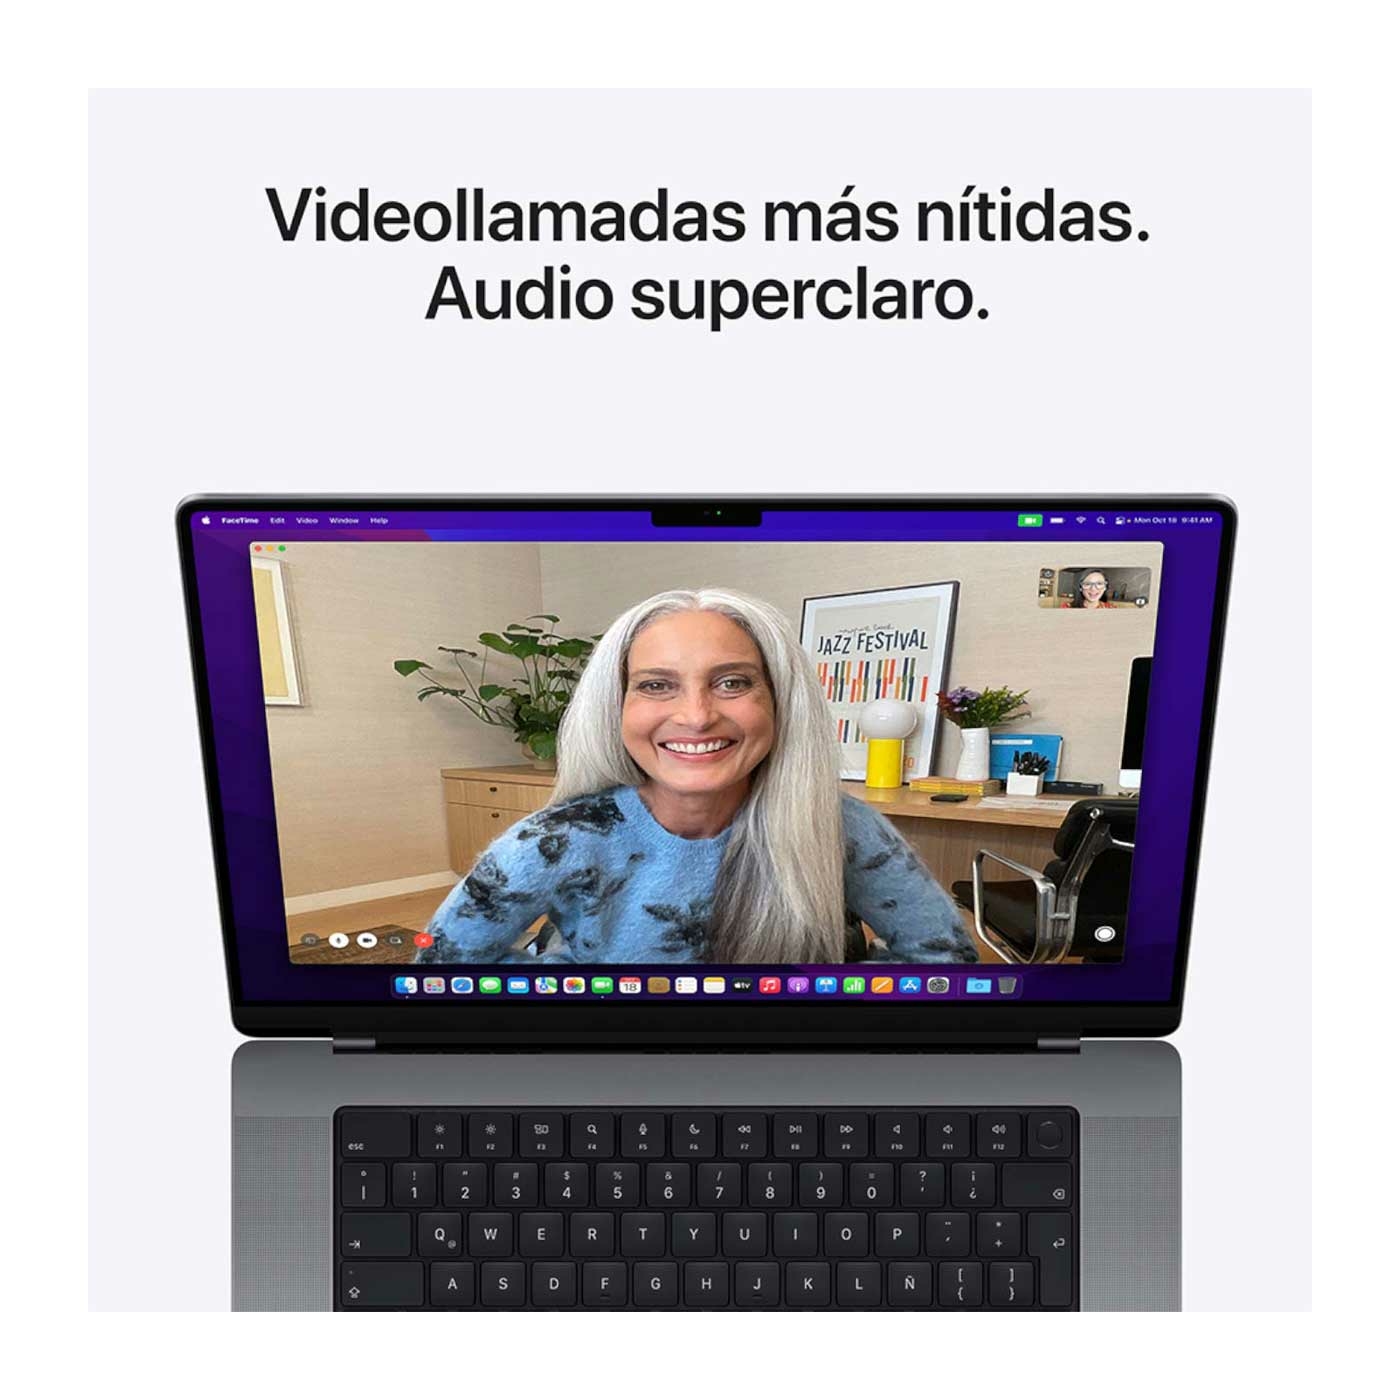 Videollamadas más nítidas.
Audio superclaro.
FaceTime Edit Video Window Help
Mon Oct 18 9:41 AM
JAZZ FESTIVAL
18
tv
esc F1 F2 F3 F4 F5 F6 F7 F8 F9 F10 F11 F12
° ! " # $ % & / ( ) = ? ¡
| 1 2 3 4 5 6 7 8 9 0 ' ¿
Q @ W E R T Y U I O P ¨ ´ * +
A S D F G H J K L Ñ [ { ] }